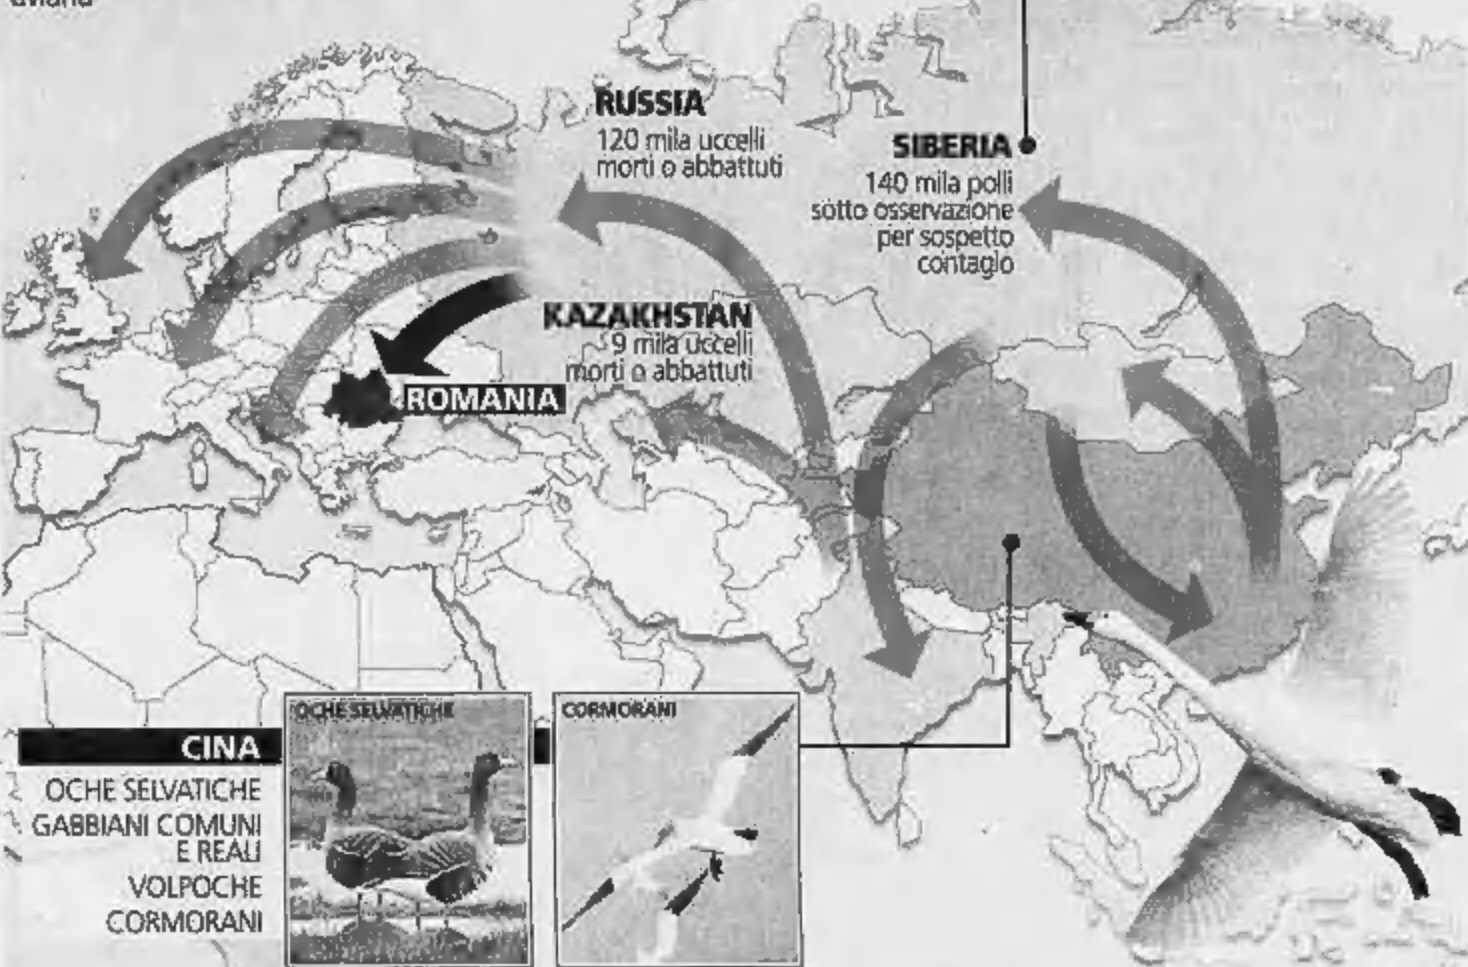 aviaria
RUSSIA
120 mila uccelli
morti o abbattuti
SIBERIA
140 mila polli
sotto osservazione
per sospetto
contagio
KAZAKHSTAN
9 mila uccelli
morti o abbattuti
ROMANIA
CINA
OCHE SELVATICHE
GABBIANI COMUNI
E REALI
VOLPOCHE
CORMORANI
OCHE SELVATICHE
CORMORANI